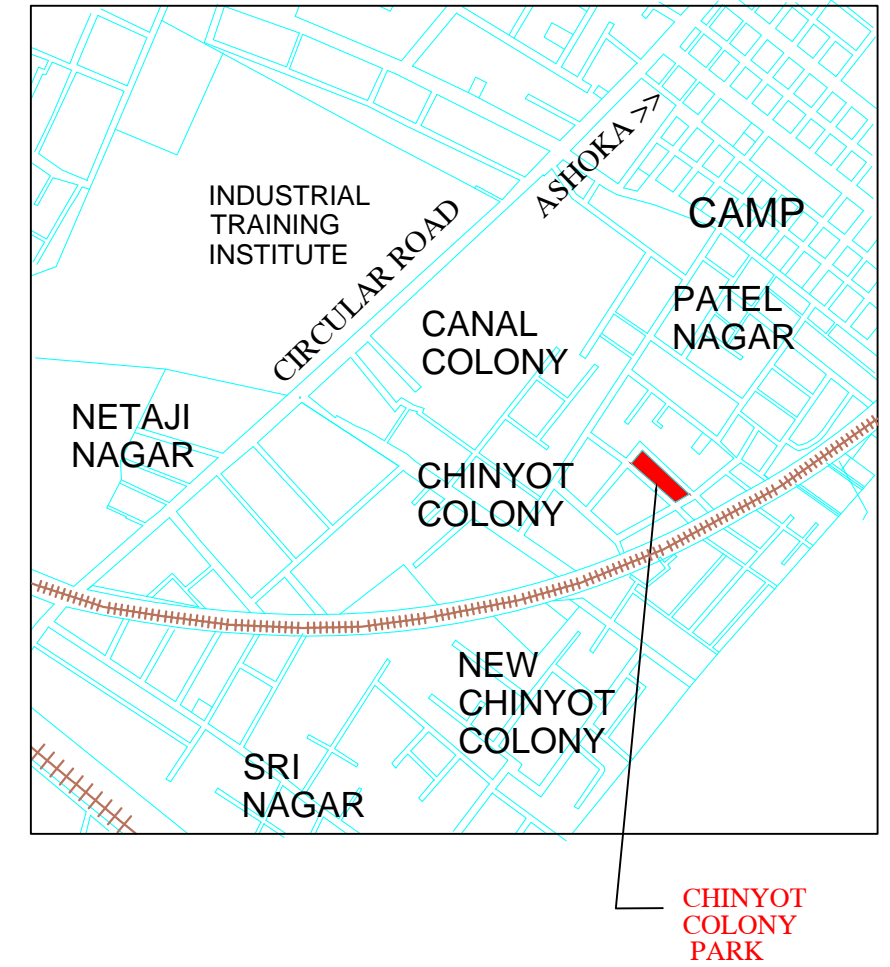 ASHOKA >>
CIRCULAR ROAD
INDUSTRIAL
TRAINING
INSTITUTE
CAMP
PATEL
NAGAR
CANAL
COLONY
NETAJI
NAGAR
CHINYOT
COLONY
NEW
CHINYOT
COLONY
SRI
NAGAR
CHINYOT
COLONY
PARK